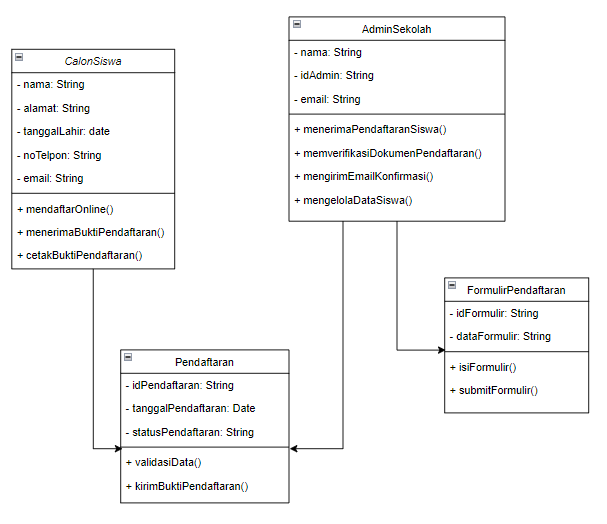 CalonSiswa
- nama: String
- alamat: String
- tanggalLahir: date
- noTelpon: String
- email: String
+ mendaftarOnline()
+ menerimaBuktiPendaftaran()
+ cetakBuktiPendaftaran()
AdminSekolah
- nama: String
- idAdmin: String
- email: String
+ menerimaPendaftaranSiswa()
+ memverifikasiDokumenPendaftaran()
+ mengirimEmailKonfirmasi()
+ mengelolaDataSiswa()
Pendaftaran
- idPendaftaran: String
- tanggalPendaftaran: Date
- statusPendaftaran: String
+ validasiData()
+ kirimBuktiPendaftaran()
FormulirPendaftaran
- idFormulir: String
- dataFormulir: String
+ isiFormulir()
+ submitFormulir()